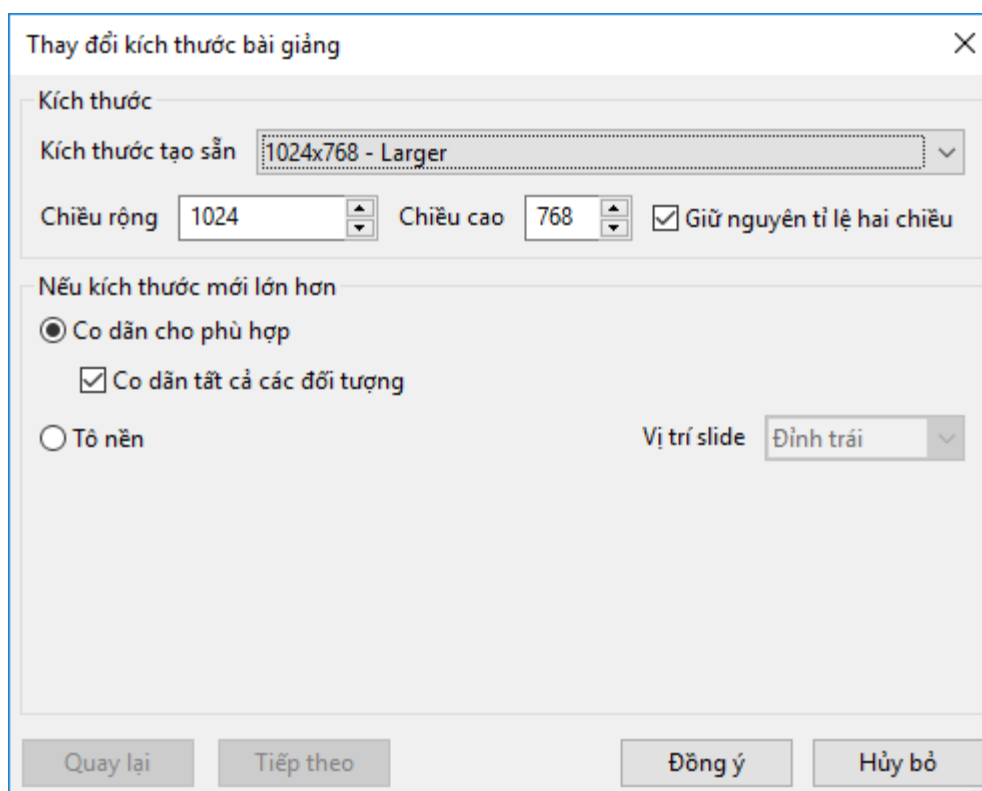 Thay đổi kích thước bài giảng
Kích thước
Kích thước tạo sẵn 1024x768 - Larger
Chiều rộng 1024 Chiều cao 768 Giữ nguyên tỉ lệ hai chiều
Nếu kích thước mới lớn hơn
Co dãn cho phù hợp
Co dãn tất cả các đối tượng
Tô nền Vị trí slide Đỉnh trái
Quay lại Tiếp theo Đồng ý Hủy bỏ